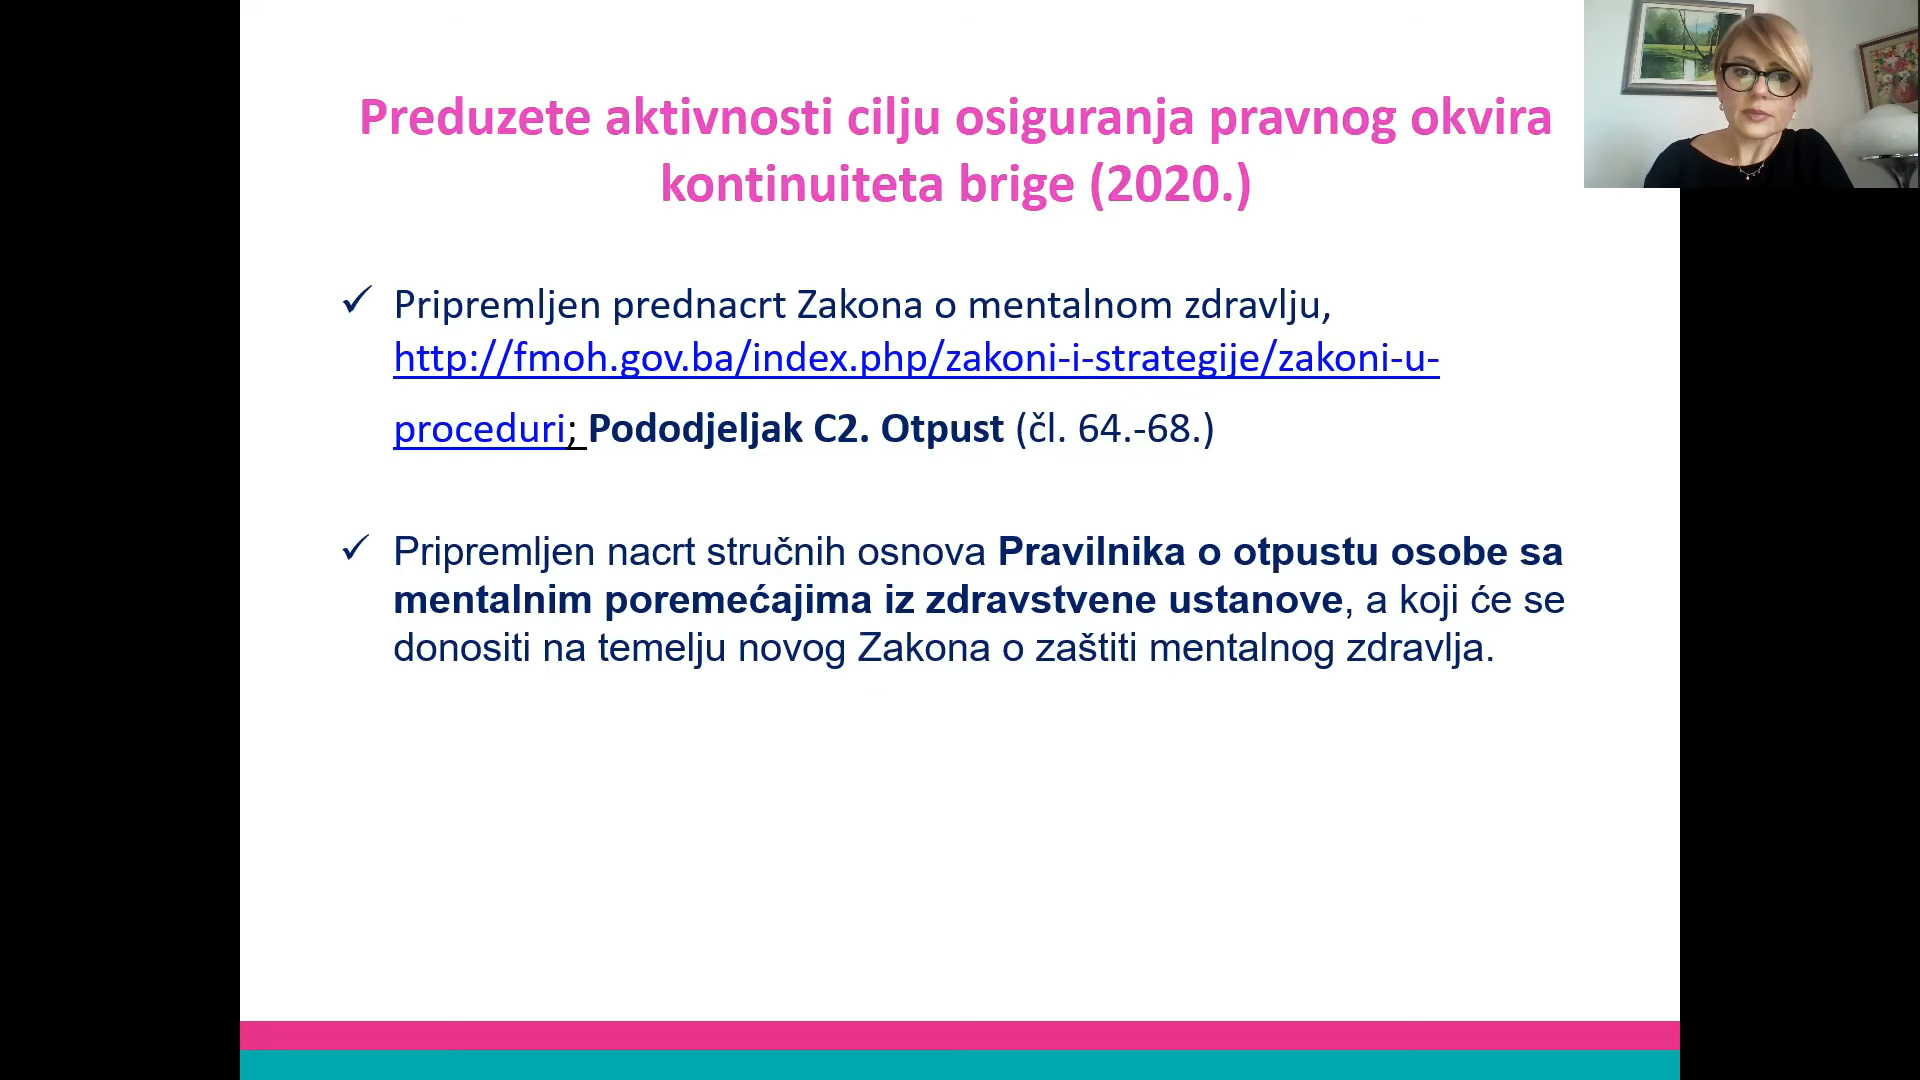 Preduzete aktivnosti cilju osiguranja pravnog okvira
kontinuiteta brige (2020.)
✓ Pripremljen prednacrt Zakona o mentalnom zdravlju,
http://fmoh.gov.ba/index.php/zakoni-i-strategije/zakoni-u-
proceduri; Pododjeljak C2. Otpust (čl. 64.-68.)
✓ Pripremljen nacrt stručnih osnova Pravilnika o otpustu osobe sa
mentalnim poremećajima iz zdravstvene ustanove, a koji će se
donositi na temelju novog Zakona o zaštiti mentalnog zdravlja.